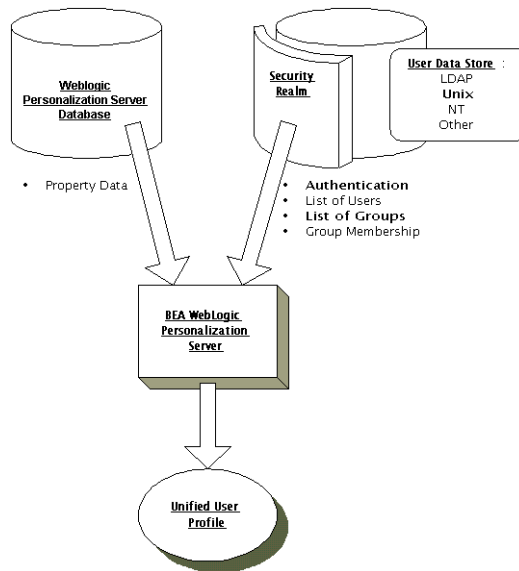 Weblogic
Personalization Server
Database
Security
Realm
User Data Store :
LDAP
Unix
NT
Other
• Property Data
• Authentication
• List of Users
• List of Groups
• Group Membership
BEA WebLogic
Personalization
Server
Unified User
Profile